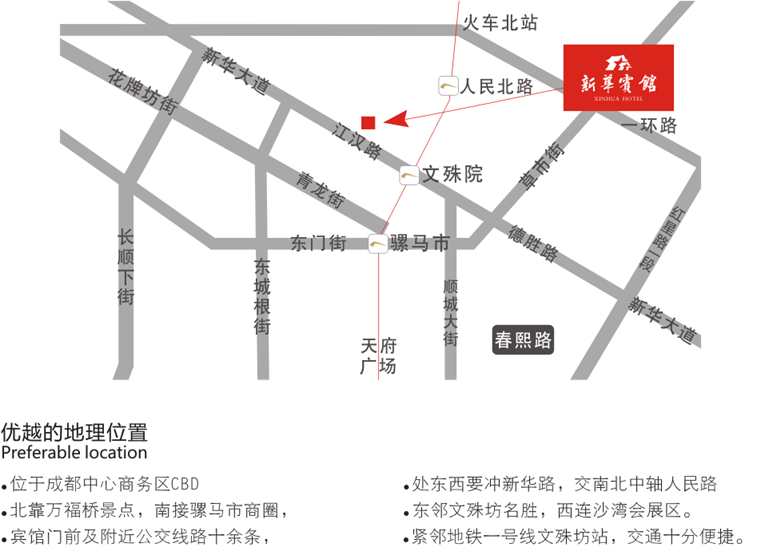 火车北站
新华大道
花牌坊街
人民北路
新華賓館
XINHUA HOTEL
一环路
江汉路
文殊院
草市街
青龙街
红星路一段
长顺下街
东门街
骡马市
德胜路
东城根街
顺城大街
新华大道
春熙路
天府
广场
优越的地理位置
Preferable location
•位于成都中心商务区CBD
•北靠万福桥景点，南接骡马市商圈，
•宾馆门前及附近公交线路十余条，
•处东西要冲新华路，交南北中轴人民路
•东邻文殊坊名胜，西连沙湾会展区。
•紧邻地铁一号线文殊坊站，交通十分便捷。